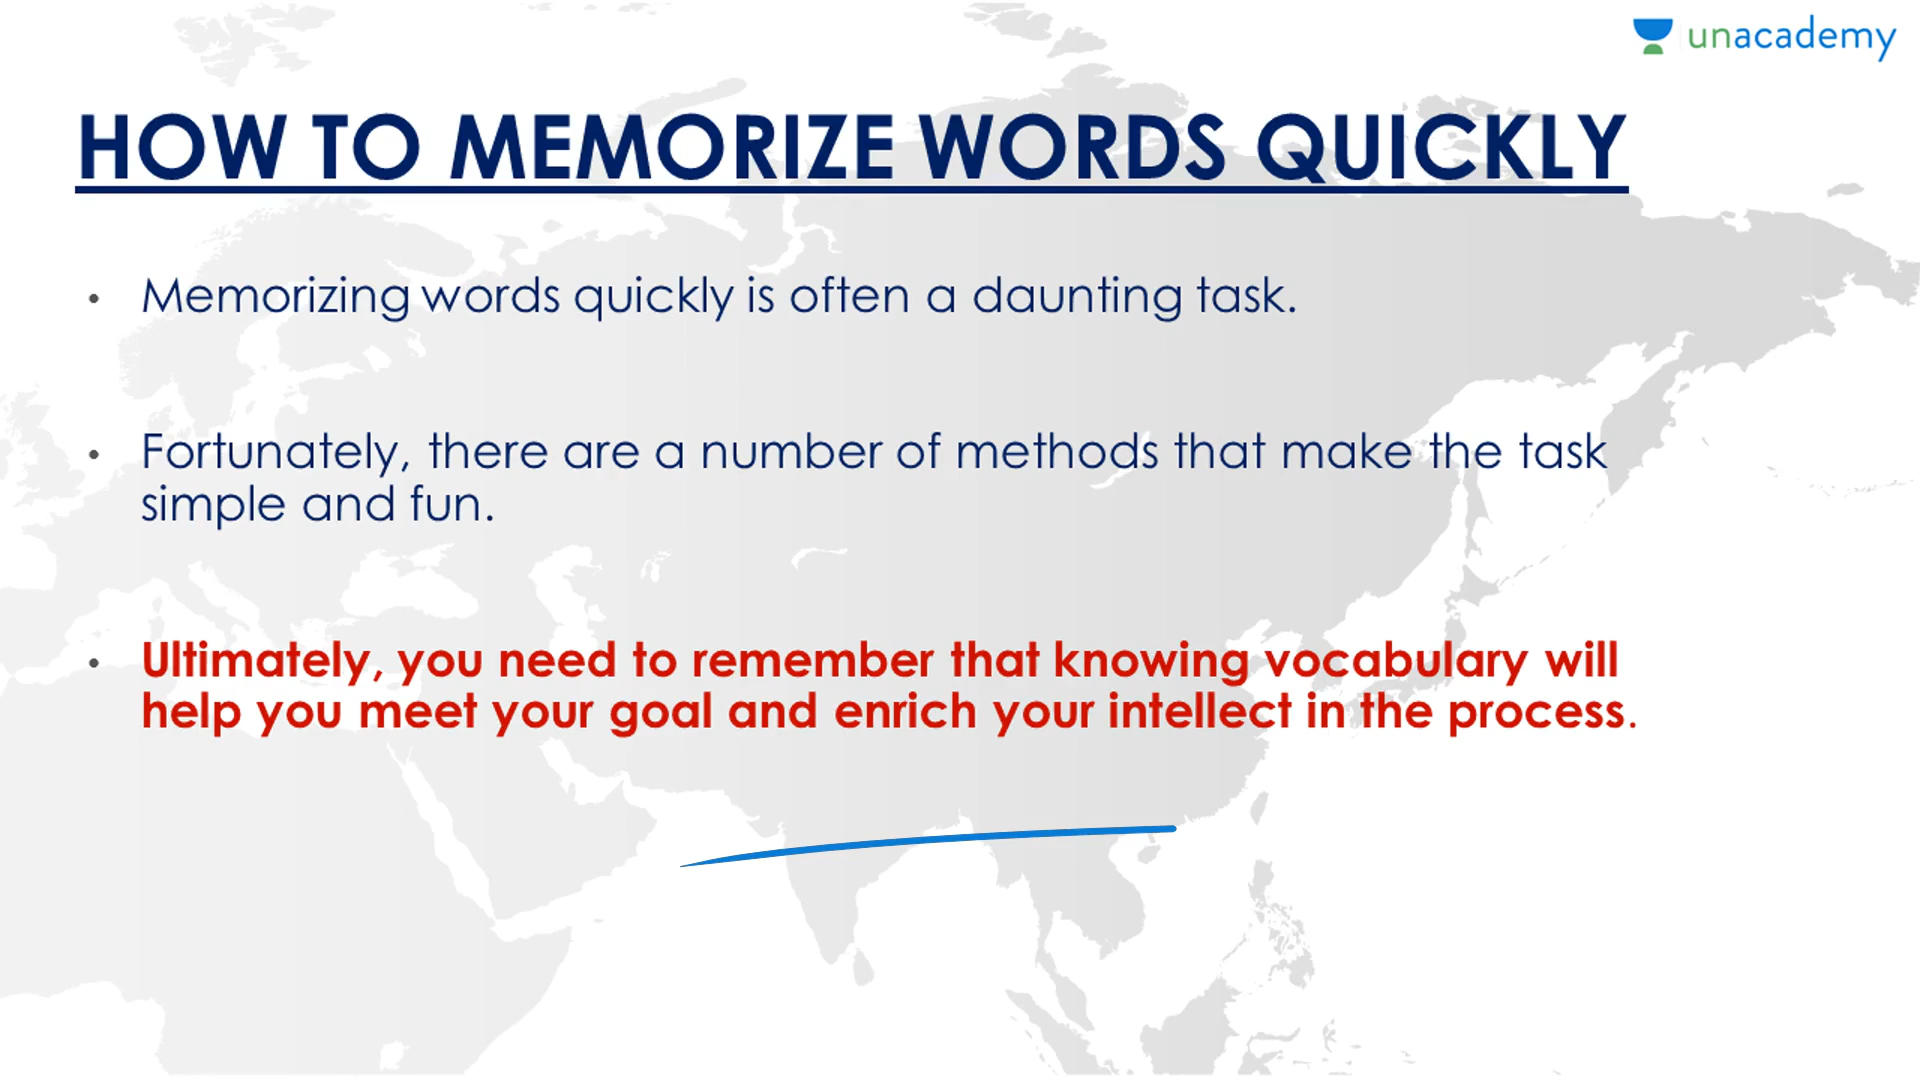 unacademy
HOW TO MEMORIZE WORDS QUICKLY
• Memorizing words quickly is often a daunting task.
• Fortunately, there are a number of methods that make the task
simple and fun.
• Ultimately, you need to remember that knowing vocabulary will
help you meet your goal and enrich your intellect in the process.